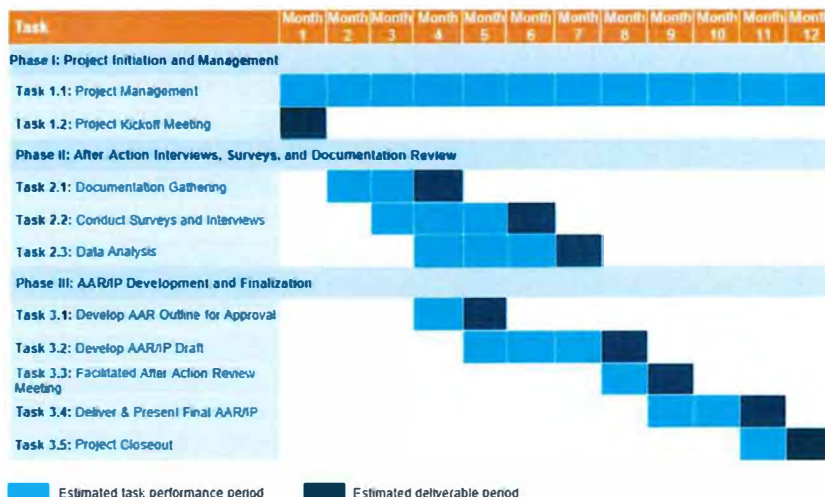 Task Month 1 Month 2 Month 3 Month 4 Month 5 Month 6 Month 7 Month 8 Month 9 Month 10 Month 11 Month 12
Phase I: Project Initiation and Management
Task 1.1: Project Management
Task 1.2: Project Kickoff Meeting
Phase II: After Action Interviews, Surveys, and Documentation Review
Task 2.1: Documentation Gathering
Task 2.2: Conduct Surveys and Interviews
Task 2.3: Data Analysis
Phase III: AAR/IP Development and Finalization
Task 3.1: Develop AAR Outline for Approval
Task 3.2: Develop AAR/IP Draft
Task 3.3: Facilitated After Action Review
Meeting
Task 3.4: Deliver & Present Final AAR/IP
Task 3.5: Project Closeout
Estimated task performance period Estimated deliverable period